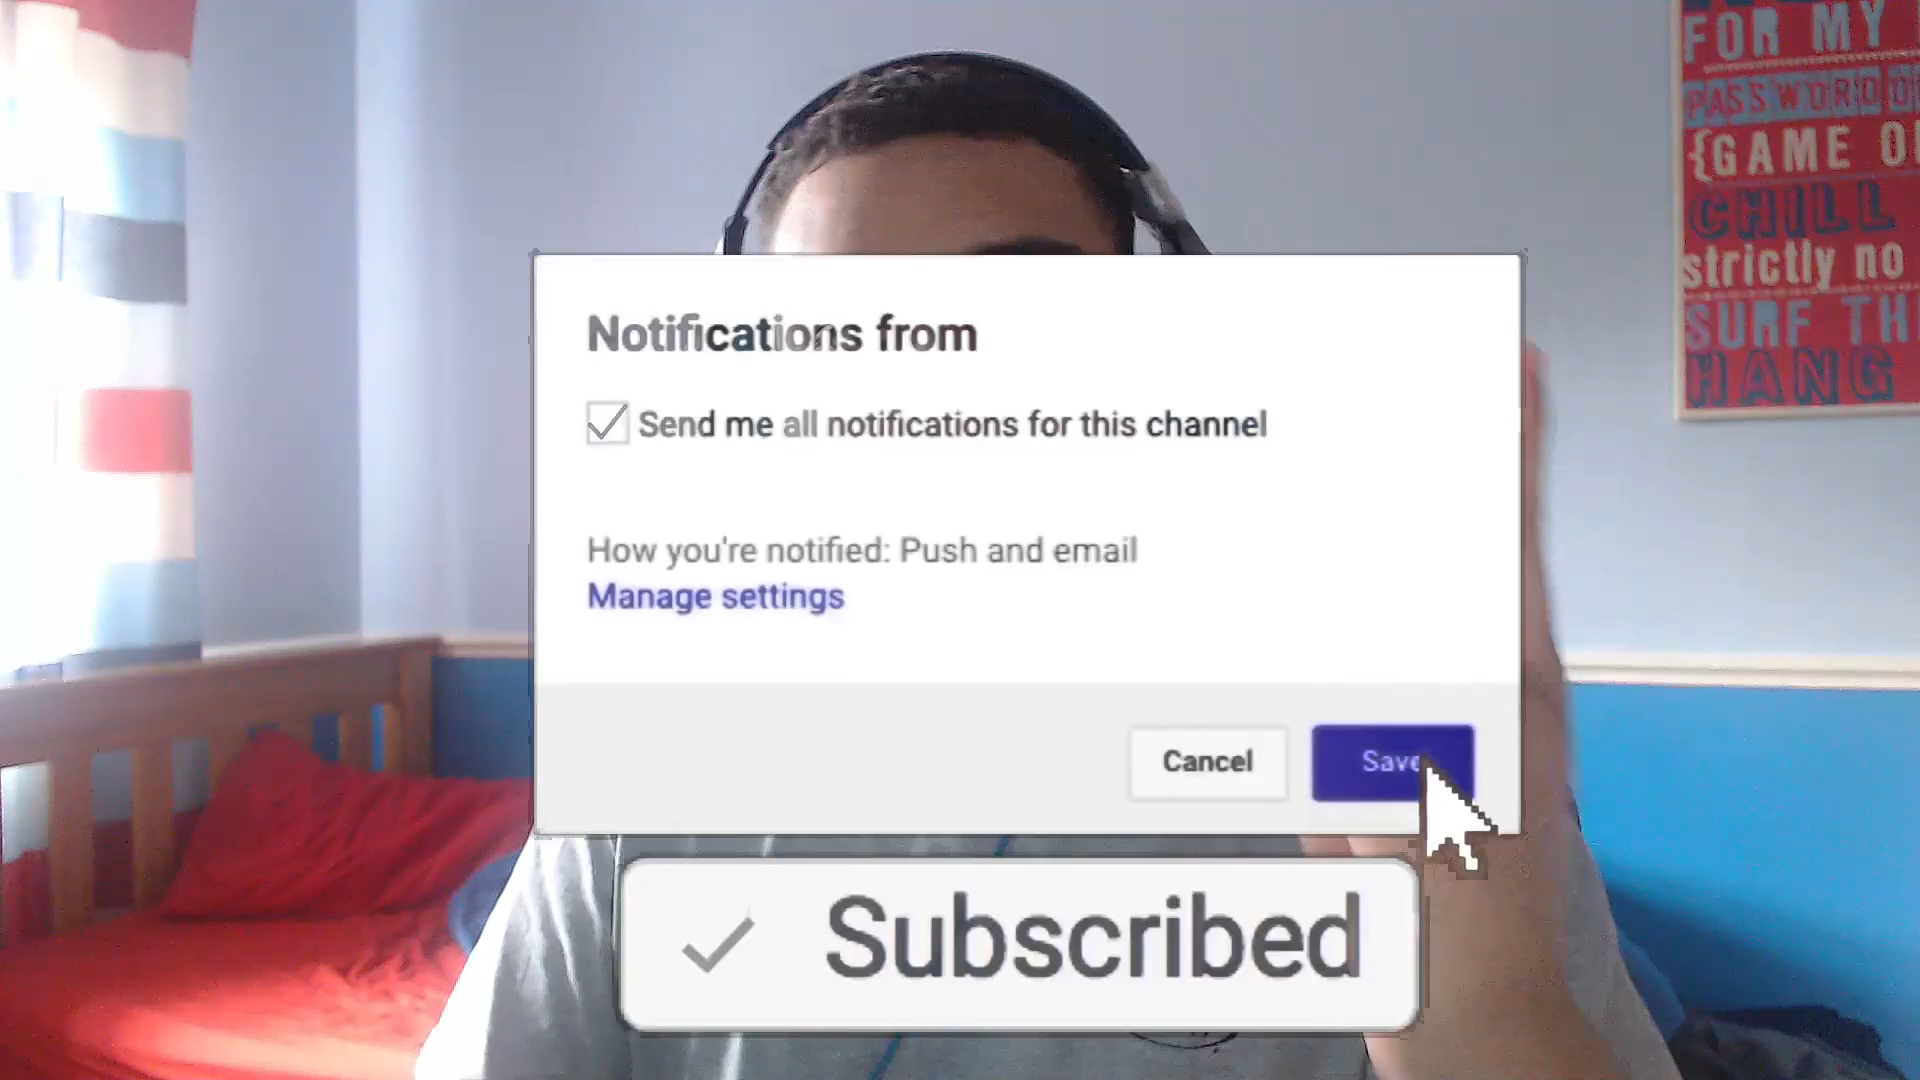 FOR MY
PASSWORD
{GAME
CHILL
strictly no
SURF
HANG
Notifications from
Send me all notifications for this channel
How you're notified: Push and email
Manage settings
Cancel
Save
Subscribed